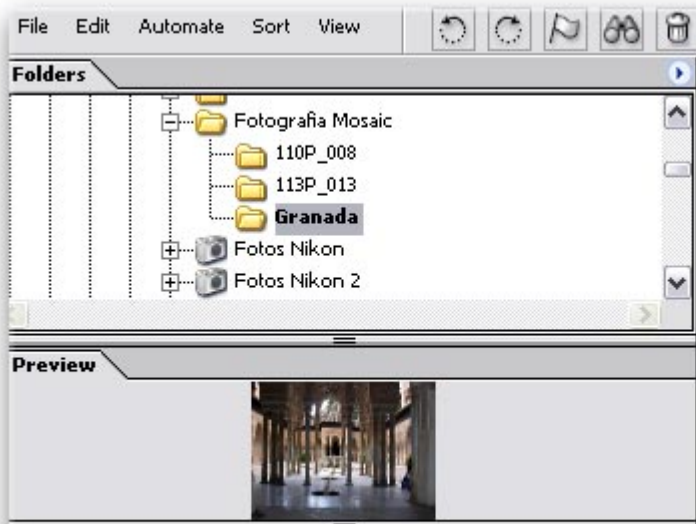 File Edit Automate Sort View
Folders
Fotografia Mosaic
110P_008
113P_013
Granada
Fotos Nikon
Fotos Nikon 2
Preview